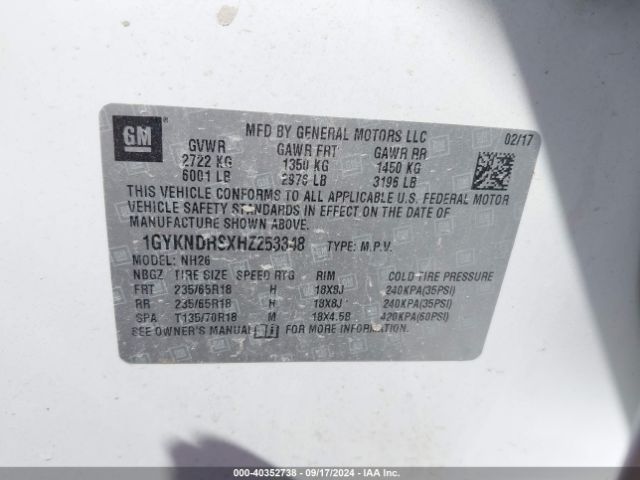 GM
MFD BY GENERAL MOTORS LLC 02/17
GVWR GAWR FRT GAWR RR
2722 KG 1350 KG 1450 KG
6001 LB 2976 LB 3196 LB
THIS VEHICLE CONFORMS TO ALL APPLICABLE U.S. FEDERAL MOTOR
VEHICLE SAFETY STANDARDS IN EFFECT ON THE DATE OF
MANUFACTURE SHOWN ABOVE.
1GYKNDRSXHZ253348 TYPE: M.P.V.
MODEL: NH26
NBGZ TIRE SIZE SPEED RTG RIM COLD TIRE PRESSURE
FRT 235/65R18 H 18X8J 240KPA(35PSI)
RR 235/65R18 H 18X8J 240KPA(35PSI)
SPA T135/70R18 M 18X4.5B 420KPA(60PSI)
SEE OWNER'S MANUAL FOR MORE INFORMATION.
000-40352738 - 09/17/2024 - IAA Inc.